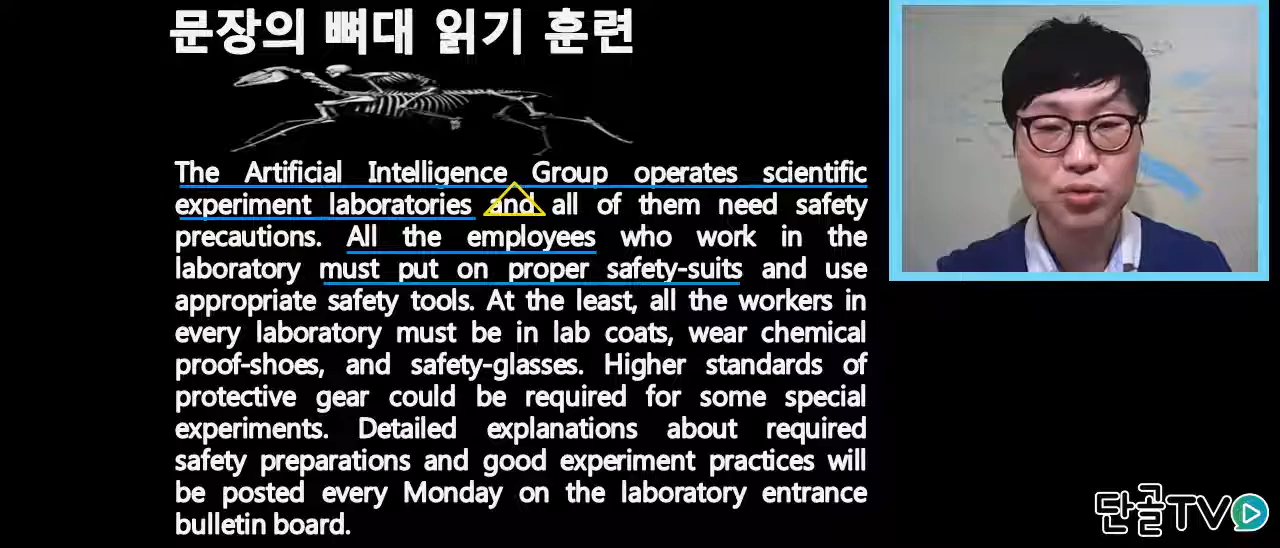 문장의 뼈대 읽기 훈련
The Artificial Intelligence Group operates scientific
experiment laboratories and all of them need safety
precautions. All the employees who work in the
laboratory must put on proper safety-suits and use
appropriate safety tools. At the least, all the workers in
every laboratory must be in lab coats, wear chemical
proof-shoes, and safety-glasses. Higher standards of
protective gear could be required for some special
experiments. Detailed explanations about required
safety preparations and good experiment practices will
be posted every Monday on the laboratory entrance
bulletin board.
단골TV